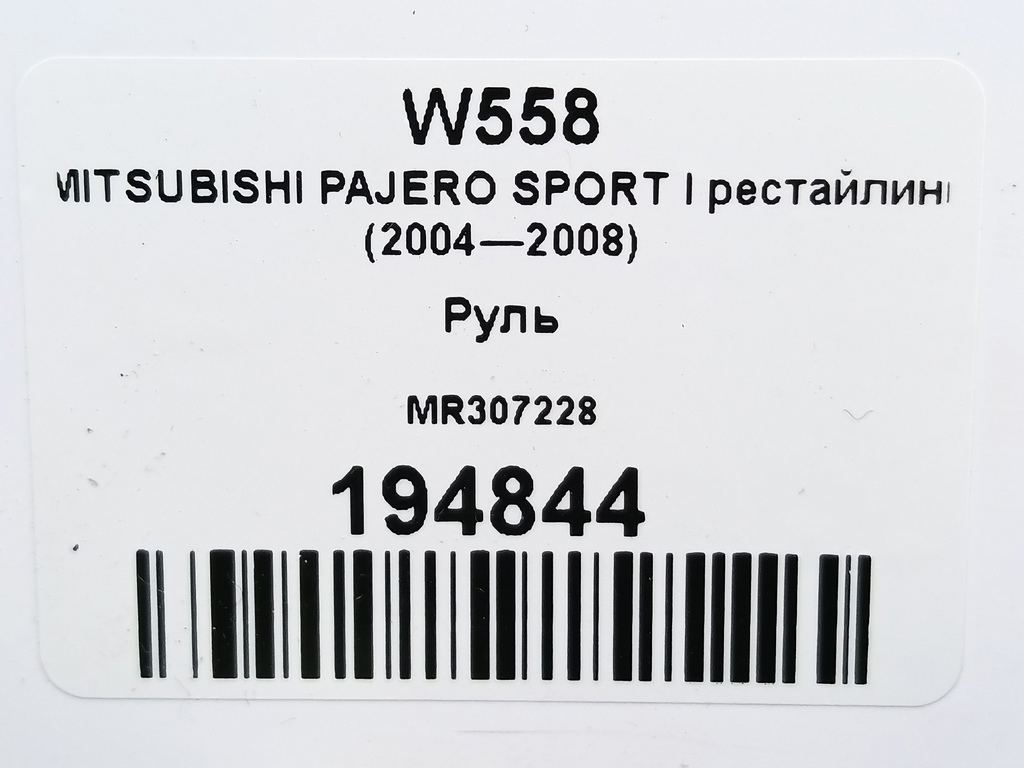 W558
MITSUBISHI PAJERO SPORT I рестайлинг
(2004—2008)
Руль
MR307228
194844